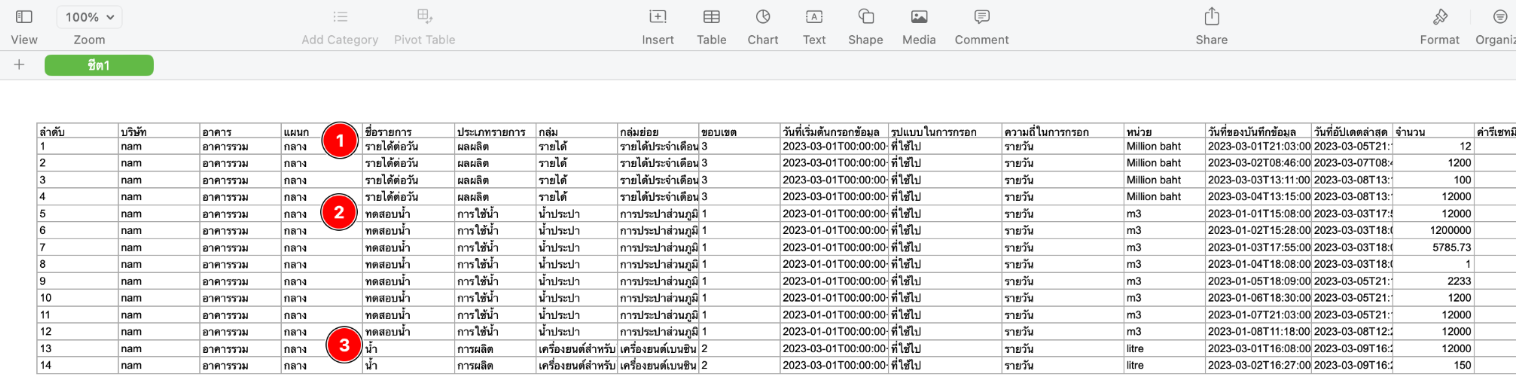 100%
View Zoom Add Category Pivot Table Insert Table Chart Text Shape Media Comment Share Format Organiz
+ ชีต1
ลำดับ บริษัท อาคาร แผนก ชื่อรายการ ประเภทรายการ กลุ่ม กลุ่มย่อย ขอบเขต วันที่เริ่มต้นกรอกข้อมูล รูปแบบในการกรอก ความถี่ในการกรอก หน่วย วันที่ของบันทึกข้อมูล วันที่อัปเดตล่าสุด จำนวน ค่ารีเซทมิ
1 nam อาคารรวม กลาง 1 รายได้ต่อวัน ผลผลิต รายได้ รายได้ประจำเดือน 3 2023-03-01T00:00:00- ที่ใช้ไป รายวัน Million baht 2023-03-01T21:03:00 2023-03-05T21: 12
2 nam อาคารรวม กลาง รายได้ต่อวัน ผลผลิต รายได้ รายได้ประจำเดือน 3 2023-03-01T00:00:00- ที่ใช้ไป รายวัน Million baht 2023-03-02T08:46:00 2023-03-07T08: 1200
3 nam อาคารรวม กลาง รายได้ต่อวัน ผลผลิต รายได้ รายได้ประจำเดือน 3 2023-03-01T00:00:00- ที่ใช้ไป รายวัน Million baht 2023-03-03T13:11:00 2023-03-08T13: 100
4 nam อาคารรวม กลาง รายได้ต่อวัน ผลผลิต รายได้ รายได้ประจำเดือน 3 2023-03-01T00:00:00- ที่ใช้ไป รายวัน Million baht 2023-03-04T13:15:00 2023-03-08T13: 12000
5 nam อาคารรวม กลาง 2 ทดสอบน้ำ การใช้น้ำ น้ำประปา การประปาส่วนภูมิ 1 2023-01-01T00:00:00- ที่ใช้ไป รายวัน m3 2023-01-01T15:08:00 2023-03-03T17: 12000
6 nam อาคารรวม กลาง ทดสอบน้ำ การใช้น้ำ น้ำประปา การประปาส่วนภูมิ 1 2023-01-01T00:00:00- ที่ใช้ไป รายวัน m3 2023-01-02T15:28:00 2023-03-03T18: 1200000
7 nam อาคารรวม กลาง ทดสอบน้ำ การใช้น้ำ น้ำประปา การประปาส่วนภูมิ 1 2023-01-01T00:00:00- ที่ใช้ไป รายวัน m3 2023-01-03T17:55:00 2023-03-03T18: 5785.73
8 nam อาคารรวม กลาง ทดสอบน้ำ การใช้น้ำ น้ำประปา การประปาส่วนภูมิ 1 2023-01-01T00:00:00- ที่ใช้ไป รายวัน m3 2023-01-04T18:08:00 2023-03-03T18: 1
9 nam อาคารรวม กลาง ทดสอบน้ำ การใช้น้ำ น้ำประปา การประปาส่วนภูมิ 1 2023-01-01T00:00:00- ที่ใช้ไป รายวัน m3 2023-01-05T18:09:00 2023-03-05T21: 2233
10 nam อาคารรวม กลาง ทดสอบน้ำ การใช้น้ำ น้ำประปา การประปาส่วนภูมิ 1 2023-01-01T00:00:00- ที่ใช้ไป รายวัน m3 2023-01-06T18:30:00 2023-03-05T21: 1200
11 nam อาคารรวม กลาง ทดสอบน้ำ การใช้น้ำ น้ำประปา การประปาส่วนภูมิ 1 2023-01-01T00:00:00- ที่ใช้ไป รายวัน m3 2023-01-07T21:03:00 2023-03-05T21: 12000
12 nam อาคารรวม กลาง ทดสอบน้ำ การใช้น้ำ น้ำประปา การประปาส่วนภูมิ 1 2023-01-01T00:00:00- ที่ใช้ไป รายวัน m3 2023-01-08T11:18:00 2023-03-08T12: 12000
13 nam อาคารรวม กลาง 3 น้ำ การผลิต เครื่องยนต์สำหรับ เครื่องยนต์เบนซิน 2 2023-03-01T00:00:00- ที่ใช้ไป รายวัน litre 2023-03-01T16:08:00 2023-03-09T16: 12000
14 nam อาคารรวม กลาง น้ำ การผลิต เครื่องยนต์สำหรับ เครื่องยนต์เบนซิน 2 2023-03-01T00:00:00- ที่ใช้ไป รายวัน litre 2023-03-02T16:27:00 2023-03-09T16: 150